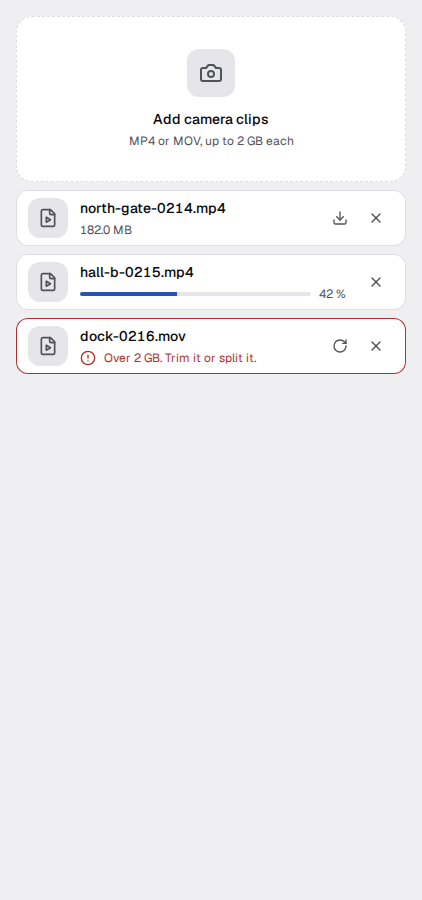 Add camera clips
MP4 or MOV, up to 2 GB each
north-gate-0214.mp4
182.0 MB
hall-b-0215.mp4
42 %
dock-0216.mov
Over 2 GB. Trim it or split it.